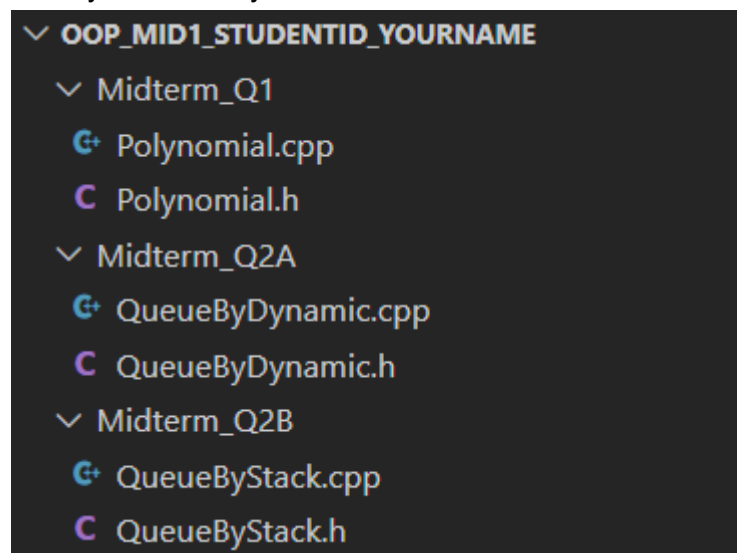 OOP_MID1_STUDENTID_YOURNAME
Midterm_Q1
Polynomial.cpp
C Polynomial.h
Midterm_Q2A
QueueByDynamic.cpp
C QueueByDynamic.h
Midterm_Q2B
QueueByStack.cpp
C QueueByStack.h